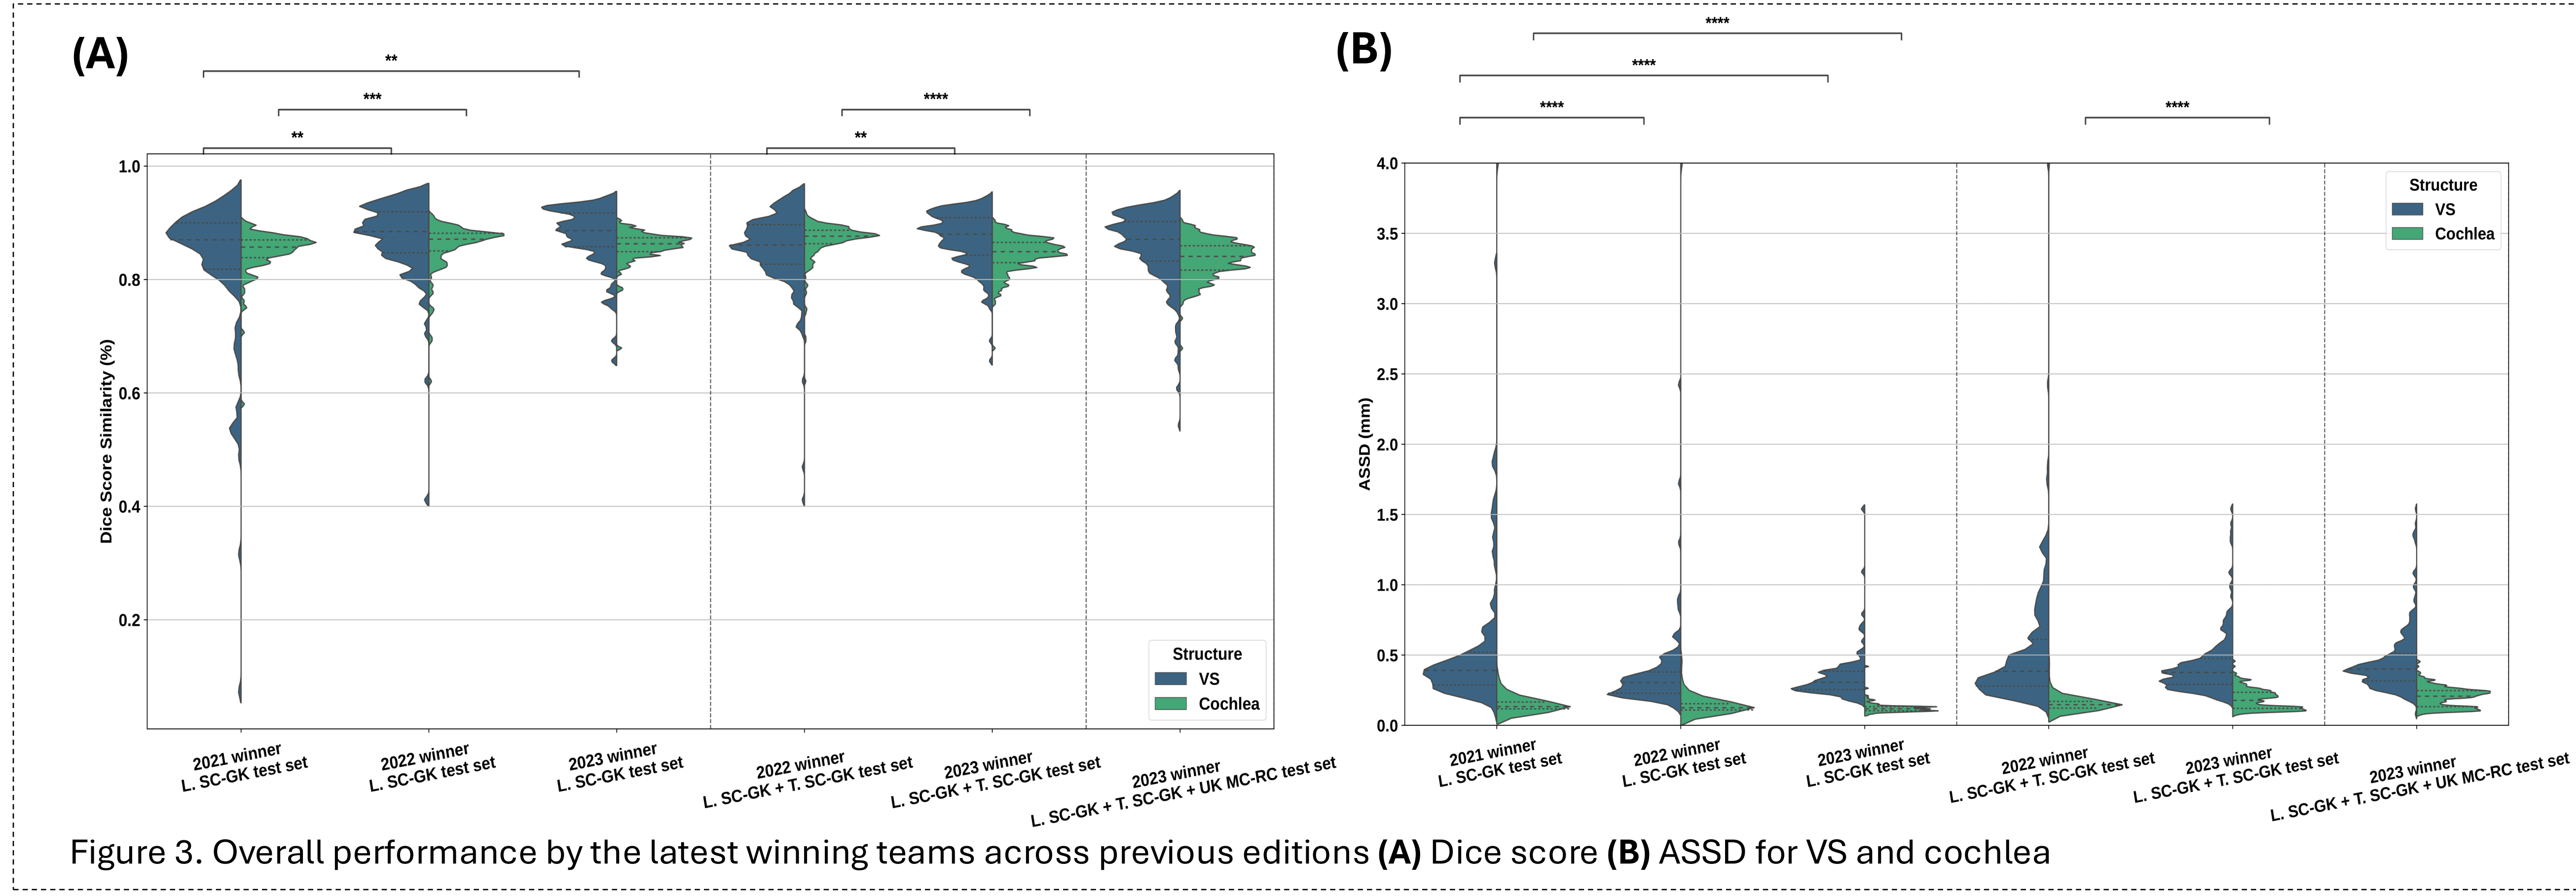 (A)
**
***
**
****
**
1.0
0.8
0.6
0.4
0.2
Dice Score Similarity (%)
Structure
VS
Cochlea
2021 winner
L. SC-GK test set
2022 winner
L. SC-GK test set
2023 winner
L. SC-GK test set
2022 winner
L. SC-GK + T. SC-GK test set
2023 winner
L. SC-GK + T. SC-GK test set
2023 winner
L. SC-GK + T. SC-GK + UK MC-RC test set
(B)
****
****
****
****
4.0
3.5
3.0
2.5
2.0
1.5
1.0
0.5
0.0
ASSD (mm)
Structure
VS
Cochlea
2021 winner
L. SC-GK test set
2022 winner
L. SC-GK test set
2023 winner
L. SC-GK test set
2022 winner
L. SC-GK + T. SC-GK test set
2023 winner
L. SC-GK + T. SC-GK test set
2023 winner
L. SC-GK + T. SC-GK + UK MC-RC test set
Figure 3. Overall performance by the latest winning teams across previous editions (A) Dice score (B) ASSD for VS and cochlea